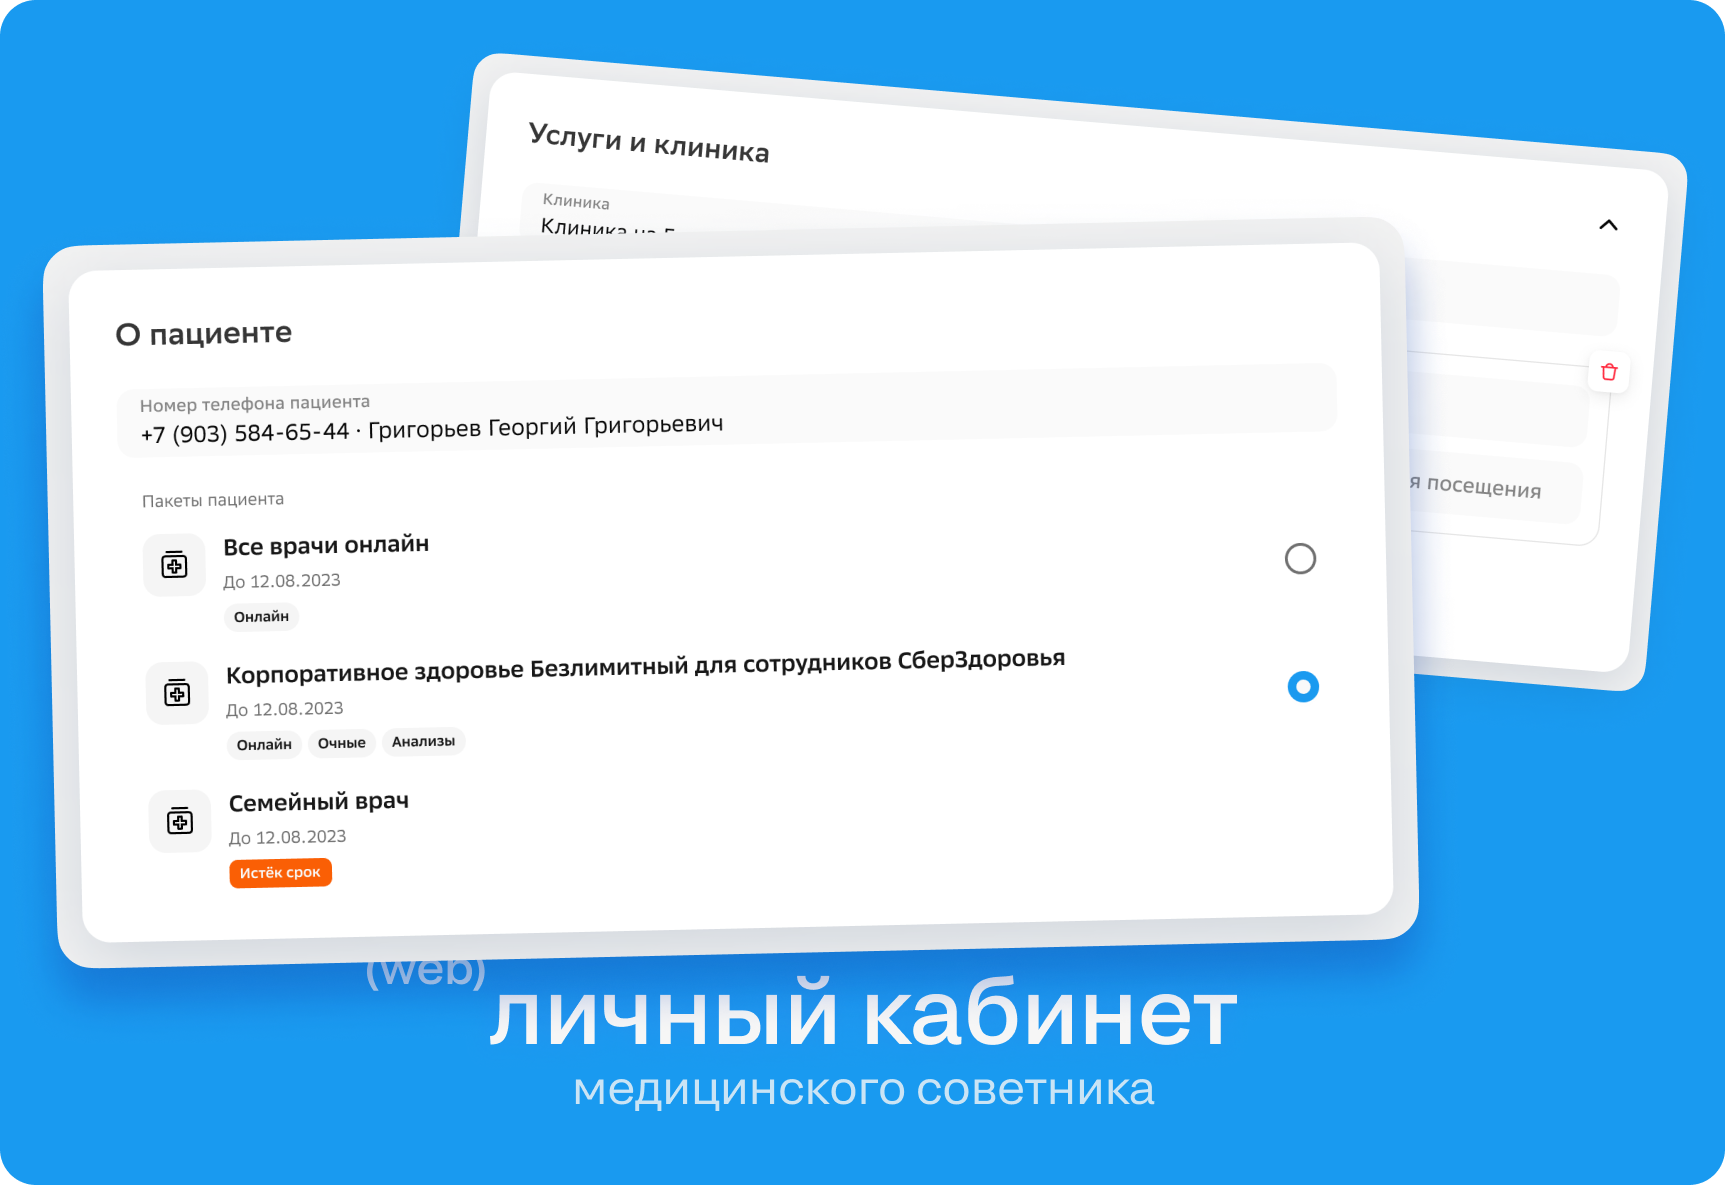 Услуги и клиника
Клиника
Клиника на
О пациенте
Номер телефона пациента
+7 (903) 584-65-44 · Григорьев Георгий Григорьевич
я посещения
Пакеты пациента
Все врачи онлайн
До 12.08.2023
Онлайн
Корпоративное здоровье Безлимитный для сотрудников СберЗдоровья
До 12.08.2023
Онлайн Очные Анализы
Семейный врач
До 12.08.2023
Истёк срок
(web)
личный кабинет
медицинского советника